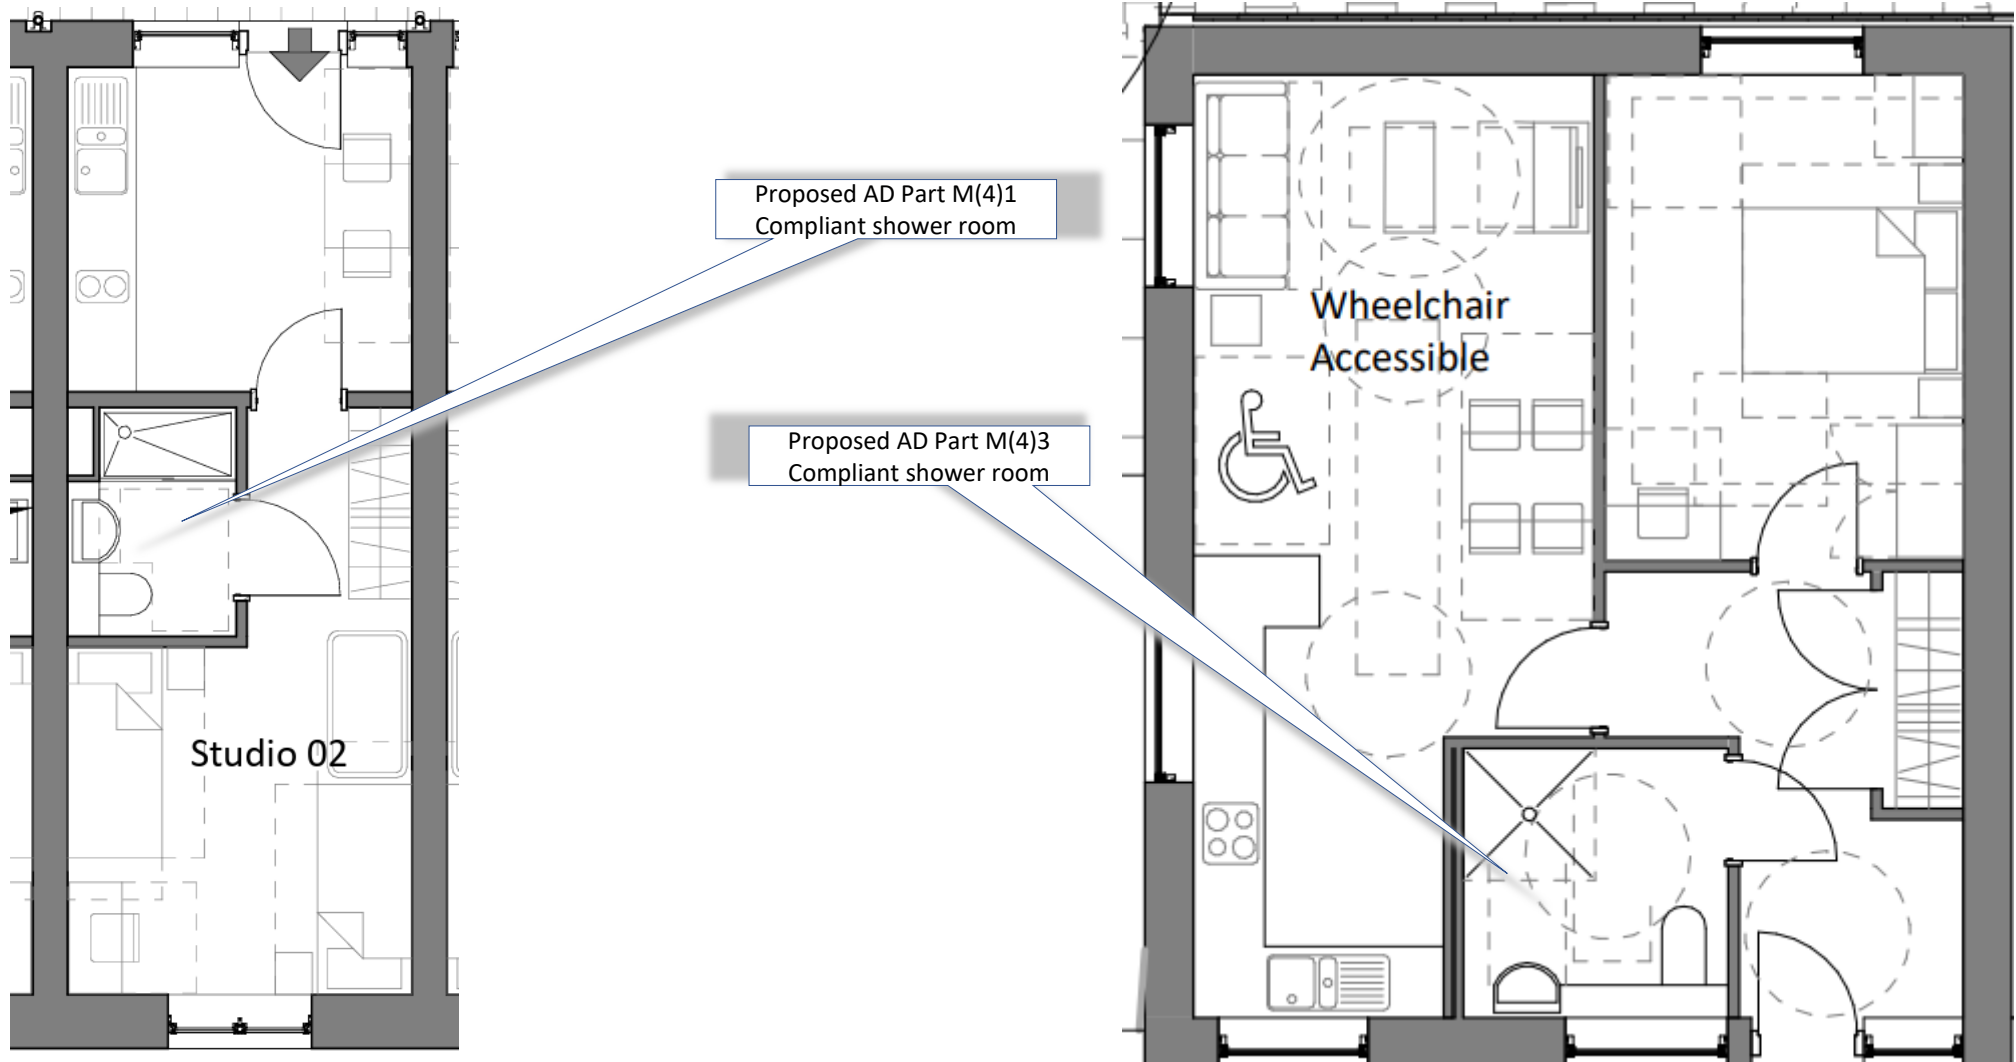 Proposed AD Part M(4)1
Compliant shower room
Wheelchair
Accessible
Proposed AD Part M(4)3
Compliant shower room
Studio 02